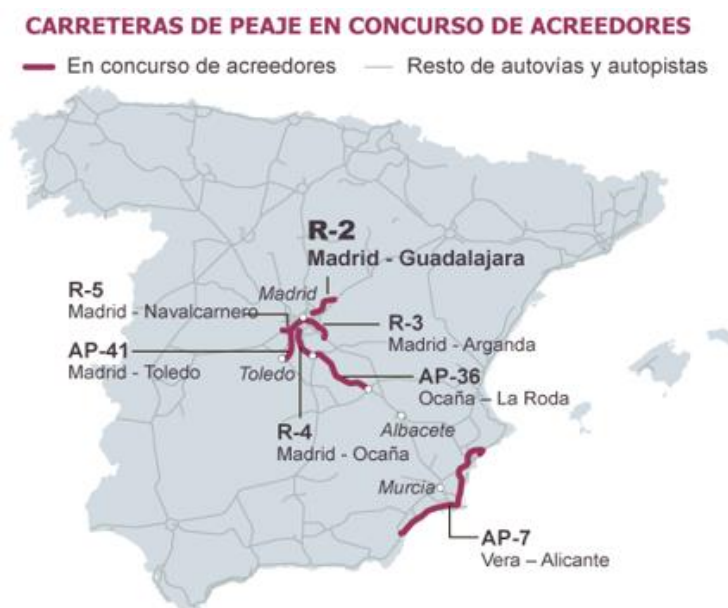 CARRETERAS DE PEAJE EN CONCURSO DE ACREEDORES
En concurso de acreedores
Resto de autovías y autopistas
R-2
Madrid - Guadalajara
R-5
Madrid - Navalcarnero
Madrid
R-3
Madrid - Arganda
AP-41
Madrid - Toledo
Toledo
AP-36
Ocaña – La Roda
R-4
Madrid - Ocaña
Albacete
Murcia
AP-7
Vera – Alicante